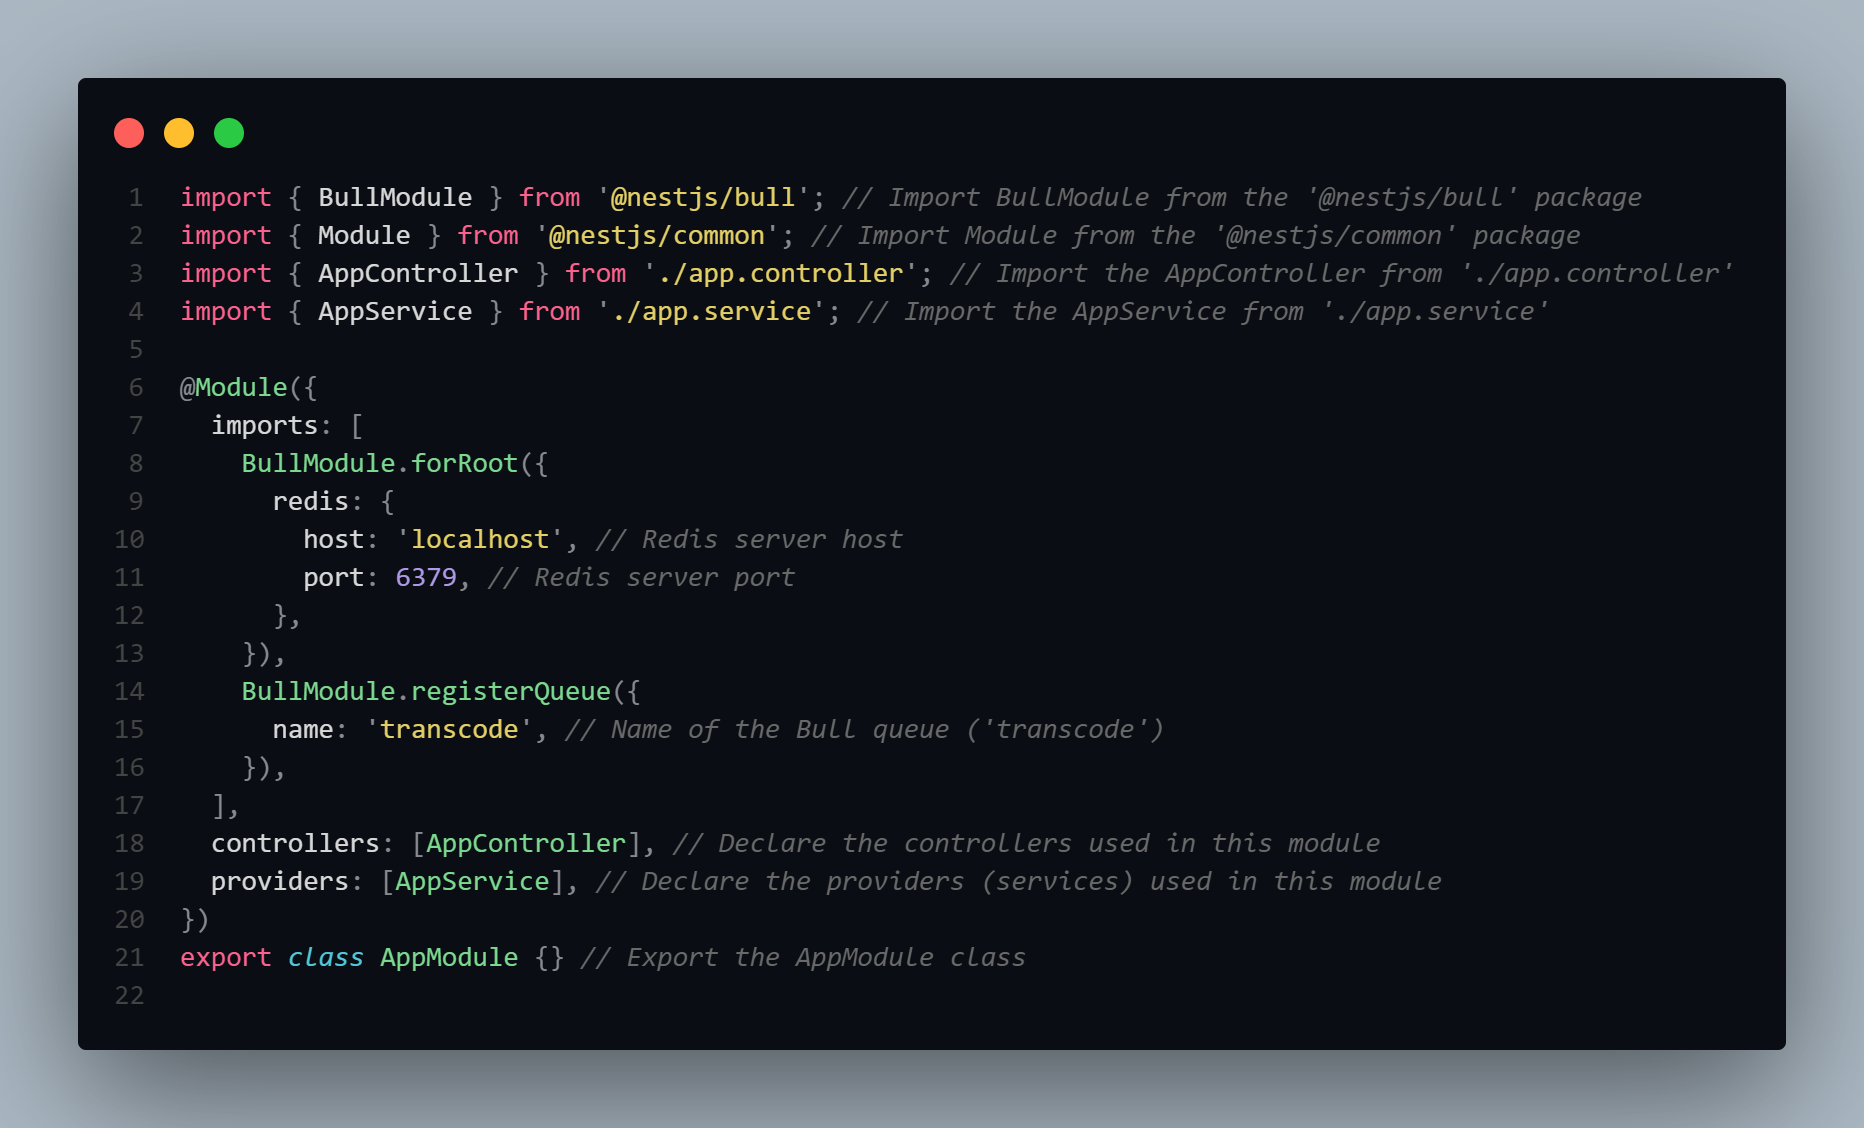 1 import { BullModule } from '@nestjs/bull'; // Import BullModule from the '@nestjs/bull' package
2 import { Module } from '@nestjs/common'; // Import Module from the '@nestjs/common' package
3 import { AppController } from './app.controller'; // Import the AppController from './app.controller'
4 import { AppService } from './app.service'; // Import the AppService from './app.service'
5
6 @Module({
7   imports: [
8     BullModule.forRoot({
9       redis: {
10         host: 'localhost', // Redis server host
11         port: 6379, // Redis server port
12       },
13     }),
14     BullModule.registerQueue({
15       name: 'transcode', // Name of the Bull queue ('transcode')
16     }),
17   ],
18   controllers: [AppController], // Declare the controllers used in this module
19   providers: [AppService], // Declare the providers (services) used in this module
20 })
21 export class AppModule {} // Export the AppModule class
22